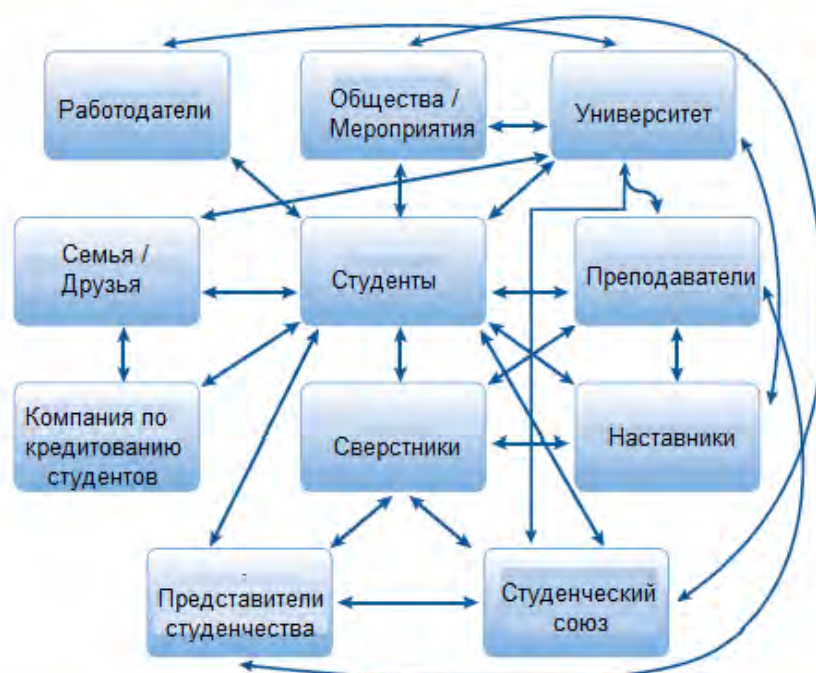 Работодатели
Общества /
Мероприятия
Университет
Семья /
Друзья
Студенты
Преподаватели
Компания по
кредитованию
студентов
Сверстники
Наставники
.
Представители
студенчества
Студенческий
союз